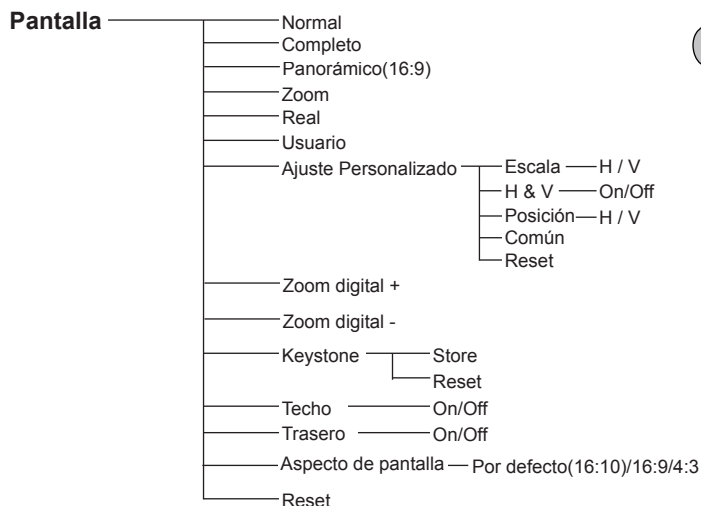 Pantalla
Normal
Completo
Panorámico(16:9)
Zoom
Real
Usuario
Ajuste Personalizado Escala H / V
H & V On/Off
Posición H / V
Común
Reset
Zoom digital +
Zoom digital -
Keystone Store
Reset
Techo On/Off
Trasero On/Off
Aspecto de pantalla Por defecto(16:10)/16:9/4:3
Reset